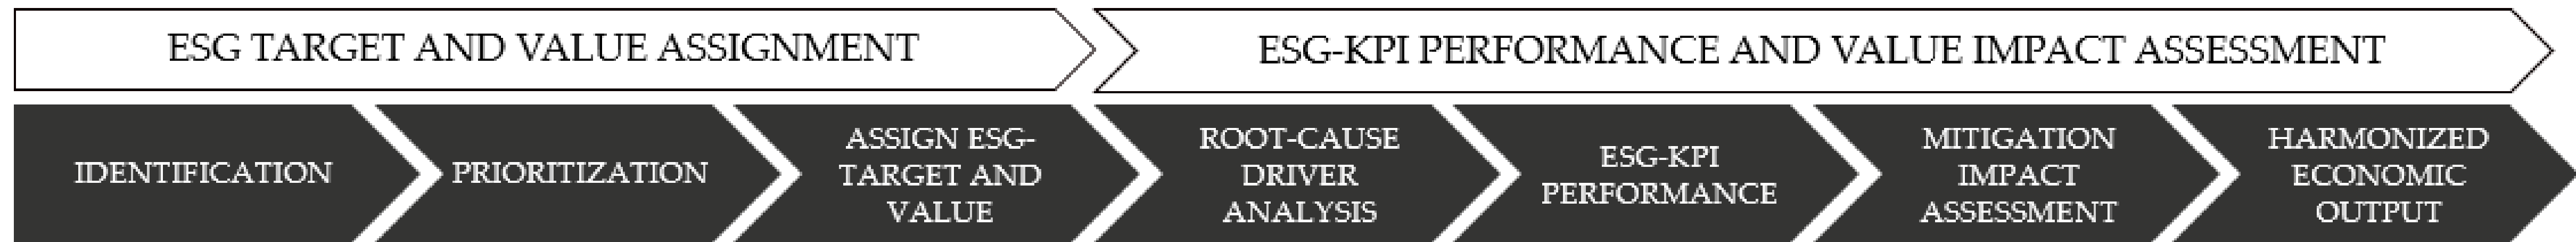 ESG TARGET AND VALUE ASSIGNMENT
ESG-KPI PERFORMANCE AND VALUE IMPACT ASSESSMENT
IDENTIFICATION
PRIORITIZATION
ASSIGN ESG-
TARGET AND
VALUE
ROOT-CAUSE
DRIVER
ANALYSIS
ESG-KPI
PERFORMANCE
MITIGATION
IMPACT
ASSESSMENT
HARMONIZED
ECONOMIC
OUTPUT